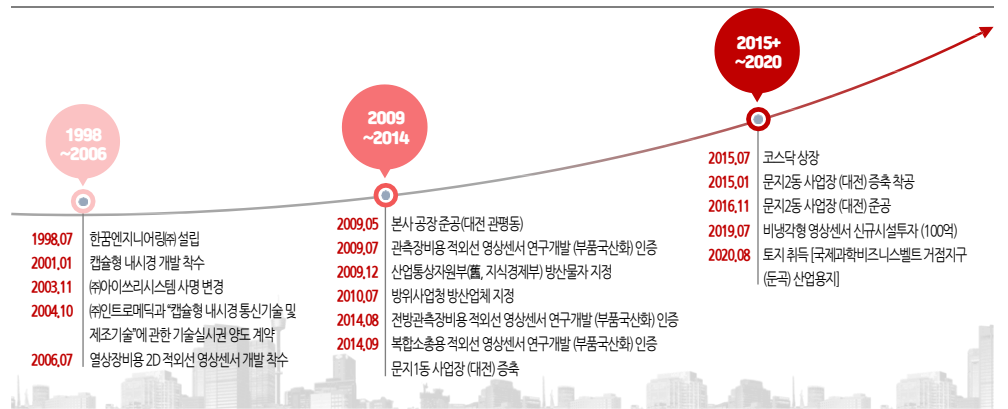 1998
~2006
1998.07 한꿈엔지니어링㈜ 설립
2001.01 캡슐형 내시경 개발 착수
2003.11 ㈜아이쓰리시스템 사명 변경
2004.10 ㈜인트로메딕과 “캡슐형 내시경 통신기술 및
제조기술”에 관한 기술실시권 양도 계약
2006.07 열상장비용 2D 적외선 영상센서 개발 착수
2009
~2014
2009.05 본사 공장 준공(대전 관평동)
2009.07 관측장비용 적외선 영상센서 연구개발 (부품국산화) 인증
2009.12 산업통상자원부(舊, 지식경제부) 방산물자 지정
2010.07 방위사업청 방산업체 지정
2014.08 전방관측장비용 적외선 영상센서 연구개발 (부품국산화) 인증
2014.09 복합소총용 적외선 영상센서 연구개발 (부품국산화) 인증
문지1동 사업장 (대전) 증축
2015+
~2020
2015.07 코스닥 상장
2015.01 문지2동 사업장 (대전) 증축 착공
2016.11 문지2동 사업장 (대전) 준공
2019.07 비냉각형 영상센서 신규시설투자 (100억)
2020.08 토지 취득 [국제과학비즈니스벨트 거점지구
(둔곡) 산업용지]